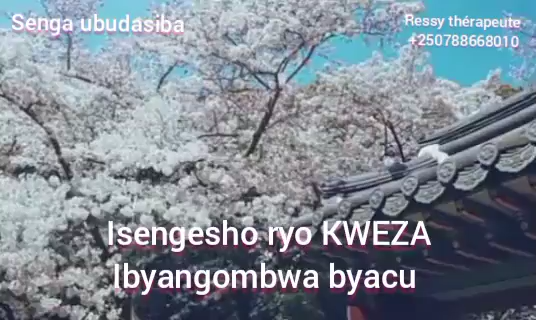 Senga ubudasiba
Ressy thérapeute
+250788668010
Isengesho ryo KWEZA
Ibyangombwa byacu